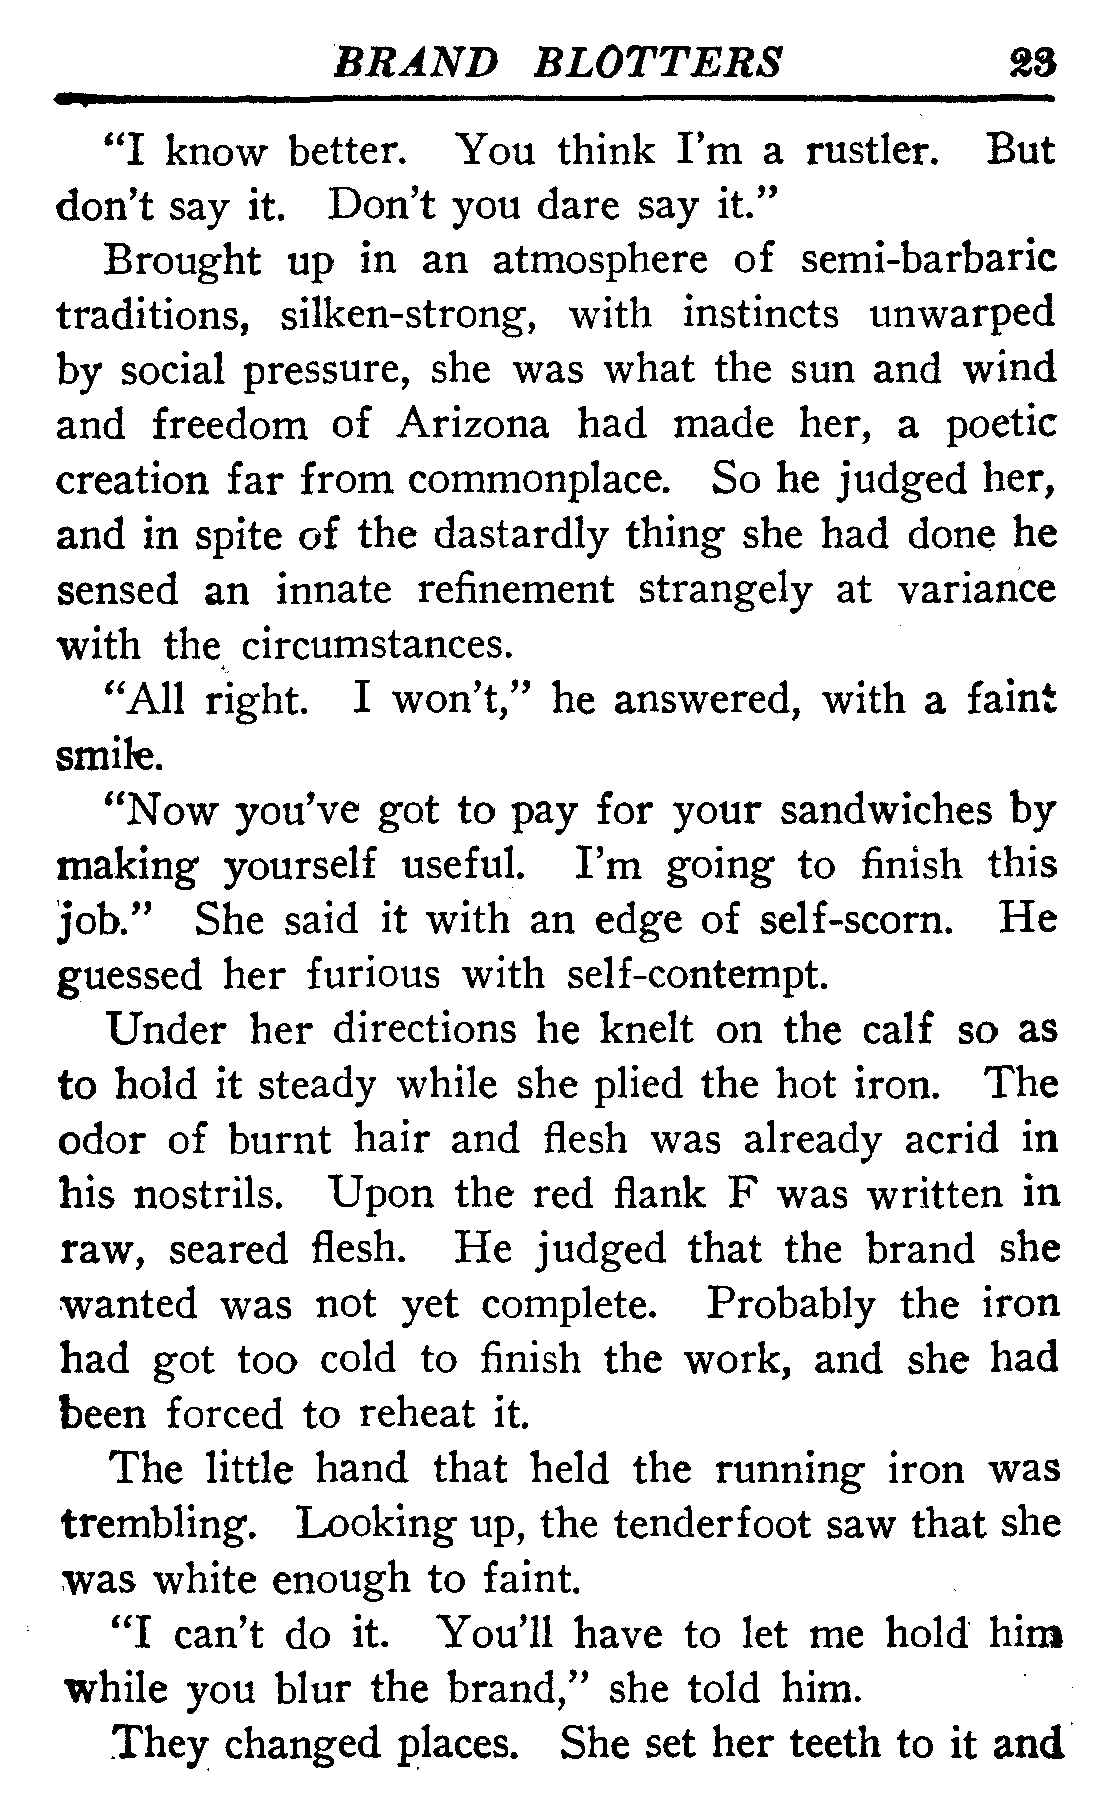 BRAND BLOTTERS 23
"I know better. You think I'm a rustler. But
don't say it. Don't you dare say it."
Brought up in an atmosphere of semi-barbaric
traditions, silken-strong, with instincts unwarped
by social pressure, she was what the sun and wind
and freedom of Arizona had made her, a poetic
creation far from commonplace. So he judged her,
and in spite of the dastardly thing she had done he
sensed an innate refinement strangely at variance
with the circumstances.
"All right. I won't," he answered, with a faint
smile.
"Now you've got to pay for your sandwiches by
making yourself useful. I'm going to finish this
job." She said it with an edge of self-scorn. He
guessed her furious with self-contempt.
Under her directions he knelt on the calf so as
to hold it steady while she plied the hot iron. The
odor of burnt hair and flesh was already acrid in
his nostrils. Upon the red flank F was written in
raw, seared flesh. He judged that the brand she
wanted was not yet complete. Probably the iron
had got too cold to finish the work, and she had
been forced to reheat it.
The little hand that held the running iron was
trembling. Looking up, the tenderfoot saw that she
was white enough to faint.
"I can't do it. You'll have to let me hold him
while you blur the brand," she told him.
They changed places. She set her teeth to it and